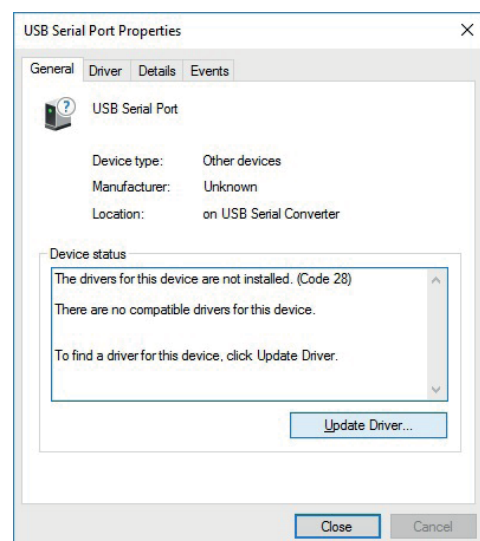 USB Serial Port Properties
General Driver Details Events
USB Serial Port
Device type: Other devices
Manufacturer: Unknown
Location: on USB Serial Converter
Device status
The drivers for this device are not installed. (Code 28)
There are no compatible drivers for this device.
To find a driver for this device, click Update Driver.
Update Driver...
Close Cancel